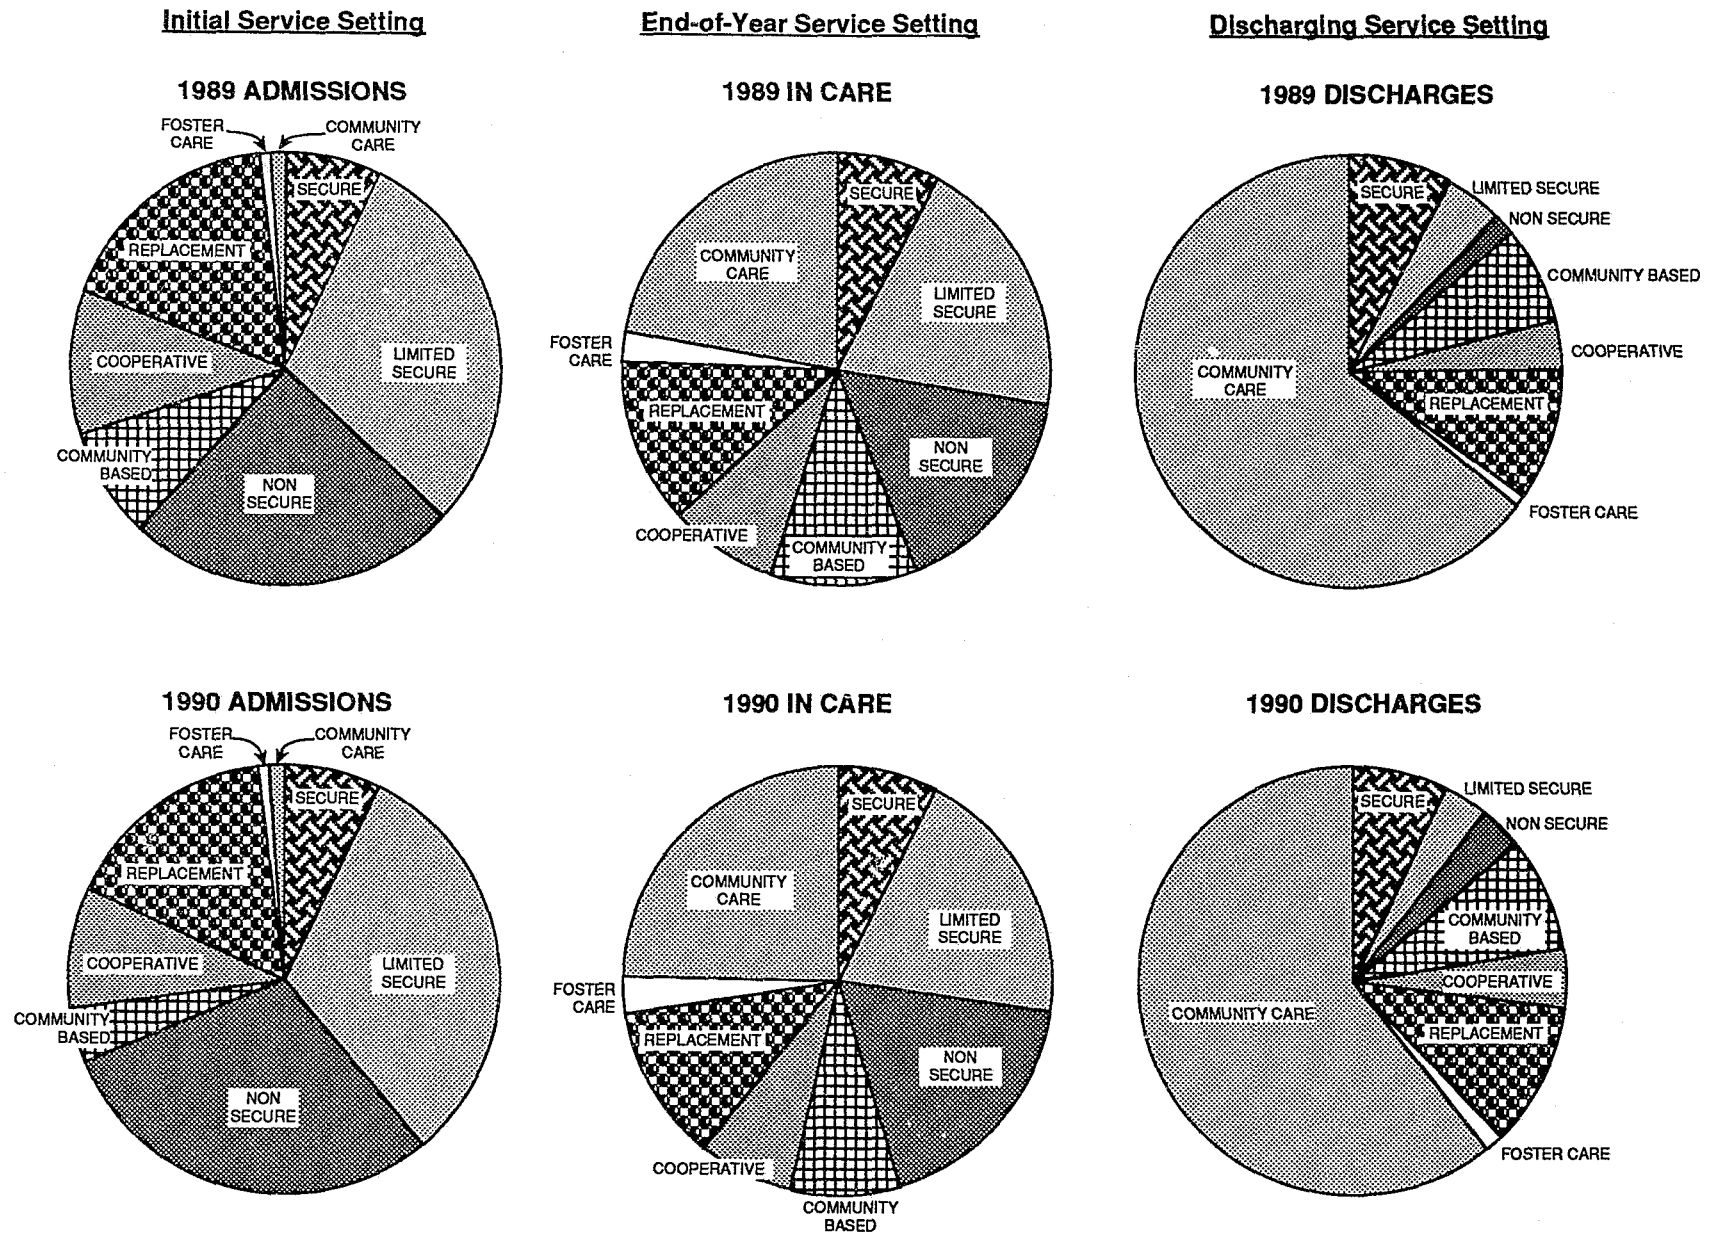 Initial Service Setting
End-of-Year Service Setting
Discharging Service Setting
1989 ADMISSIONS
FOSTER
CARE
COMMUNITY
CARE
SECURE
REPLACEMENT
LIMITED
SECURE
COOPERATIVE
COMMUNITY
BASED
NON
SECURE
1989 IN CARE
SECURE
COMMUNITY
CARE
LIMITED
SECURE
FOSTER
CARE
REPLACEMENT
NON
SECURE
COOPERATIVE
COMMUNITY
BASED
1989 DISCHARGES
SECURE
LIMITED SECURE
NON SECURE
COMMUNITY BASED
COOPERATIVE
COMMUNITY
CARE
REPLACEMENT
FOSTER CARE
1990 ADMISSIONS
FOSTER
CARE
COMMUNITY
CARE
SECURE
REPLACEMENT
COOPERATIVE
LIMITED
SECURE
COMMUNITY
BASED
NON
SECURE
1990 IN CARE
SECURE
COMMUNITY
CARE
LIMITED
SECURE
FOSTER
CARE
REPLACEMENT
NON
SECURE
COOPERATIVE
COMMUNITY
BASED
1990 DISCHARGES
SECURE
LIMITED SECURE
NON SECURE
COMMUNITY
BASED
COOPERATIVE
COMMUNITY CARE
REPLACEMENT
FOSTER CARE